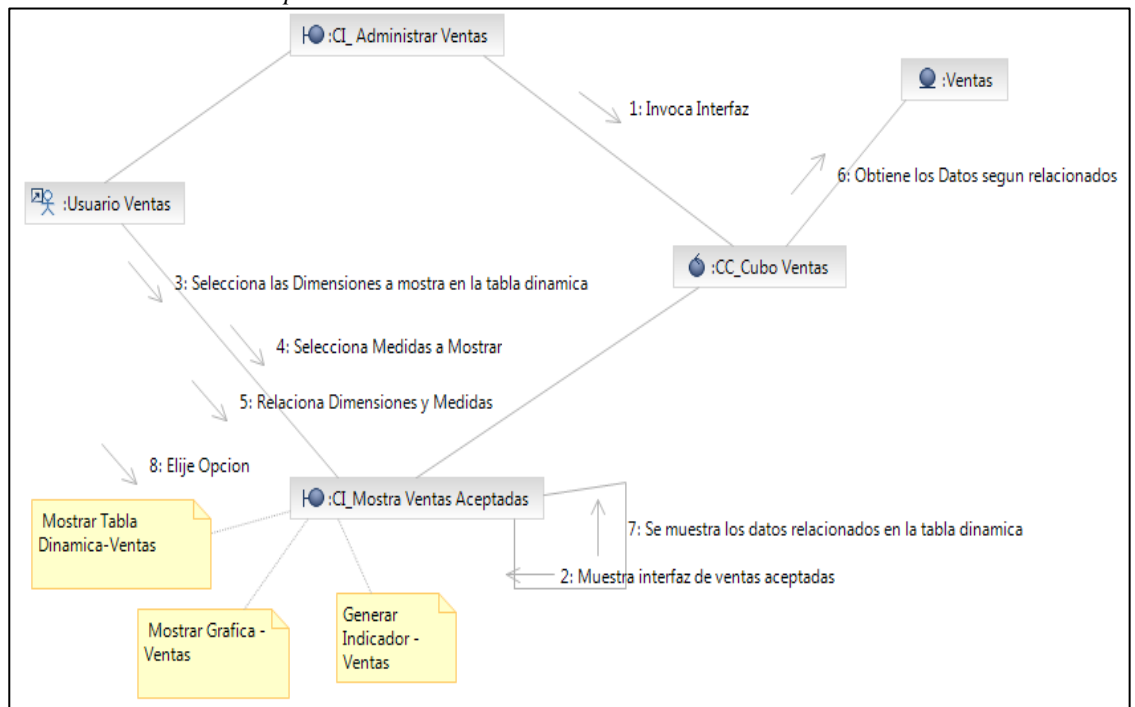 :CI_ Administrar Ventas
:Ventas
1: Invoca Interfaz
6: Obtiene los Datos segun relacionados
:Usuario Ventas
:CC_Cubo Ventas
3: Selecciona las Dimensiones a mostra en la tabla dinamica
4: Selecciona Medidas a Mostrar
5: Relaciona Dimensiones y Medidas
8: Elije Opcion
:CI_Mostra Ventas Aceptadas
Mostrar Tabla
Dinamica-Ventas
7: Se muestra los datos relacionados en la tabla dinamica
2: Muestra interfaz de ventas aceptadas
Mostrar Grafica -
Ventas
Generar
Indicador -
Ventas